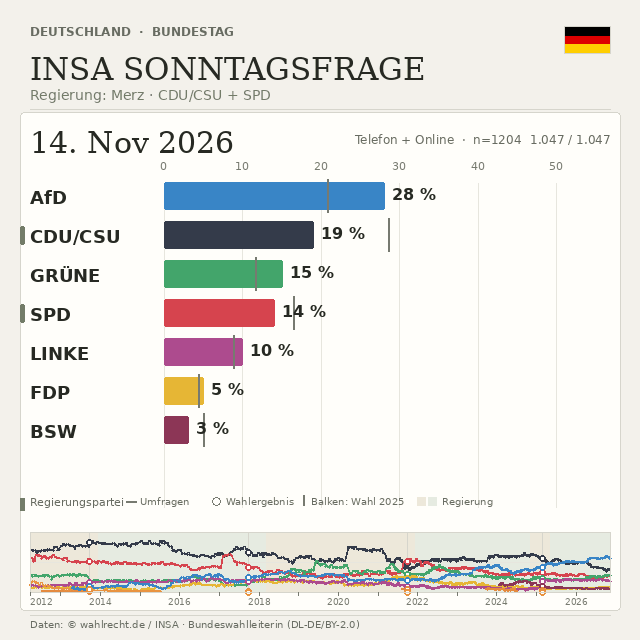 DEUTSCHLAND · BUNDESTAG
INSA SONNTAGSFRAGE
Regierung: Merz · CDU/CSU + SPD
14. Nov 2026
Telefon + Online · n=1204 1.047 / 1.047
0 10 20 30 40 50
AfD 28 %
CDU/CSU 19 %
GRÜNE 15 %
SPD 14 %
LINKE 10 %
FDP 5 %
BSW 3 %
Regierungspartei Umfragen Wahlergebnis Balken: Wahl 2025 Regierung
2012 2014 2016 2018 2020 2022 2024 2026
Daten: © wahlrecht.de / INSA · Bundeswahlleiterin (DL-DE/BY-2.0)